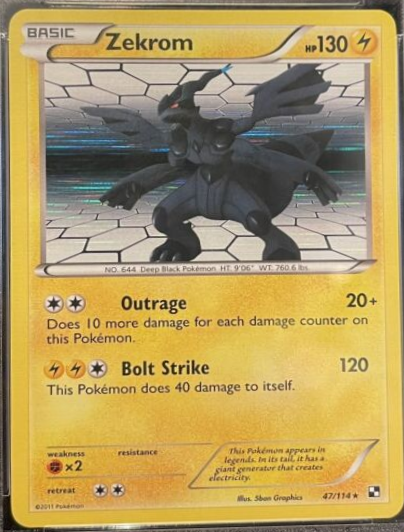 BASIC Zekrom HP130
NO. 644 Deep Black Pokémon HT: 9'06" WT: 760.6 lbs.
Outrage 20+
Does 10 more damage for each damage counter on
this Pokémon.
Bolt Strike 120
This Pokémon does 40 damage to itself.
weakness resistance
×2
retreat
This Pokémon appears in
legends. In its tail, it has a
giant generator that creates
electricity.
Illus. 5ban Graphics 47/114 ★
©2011 Pokémon